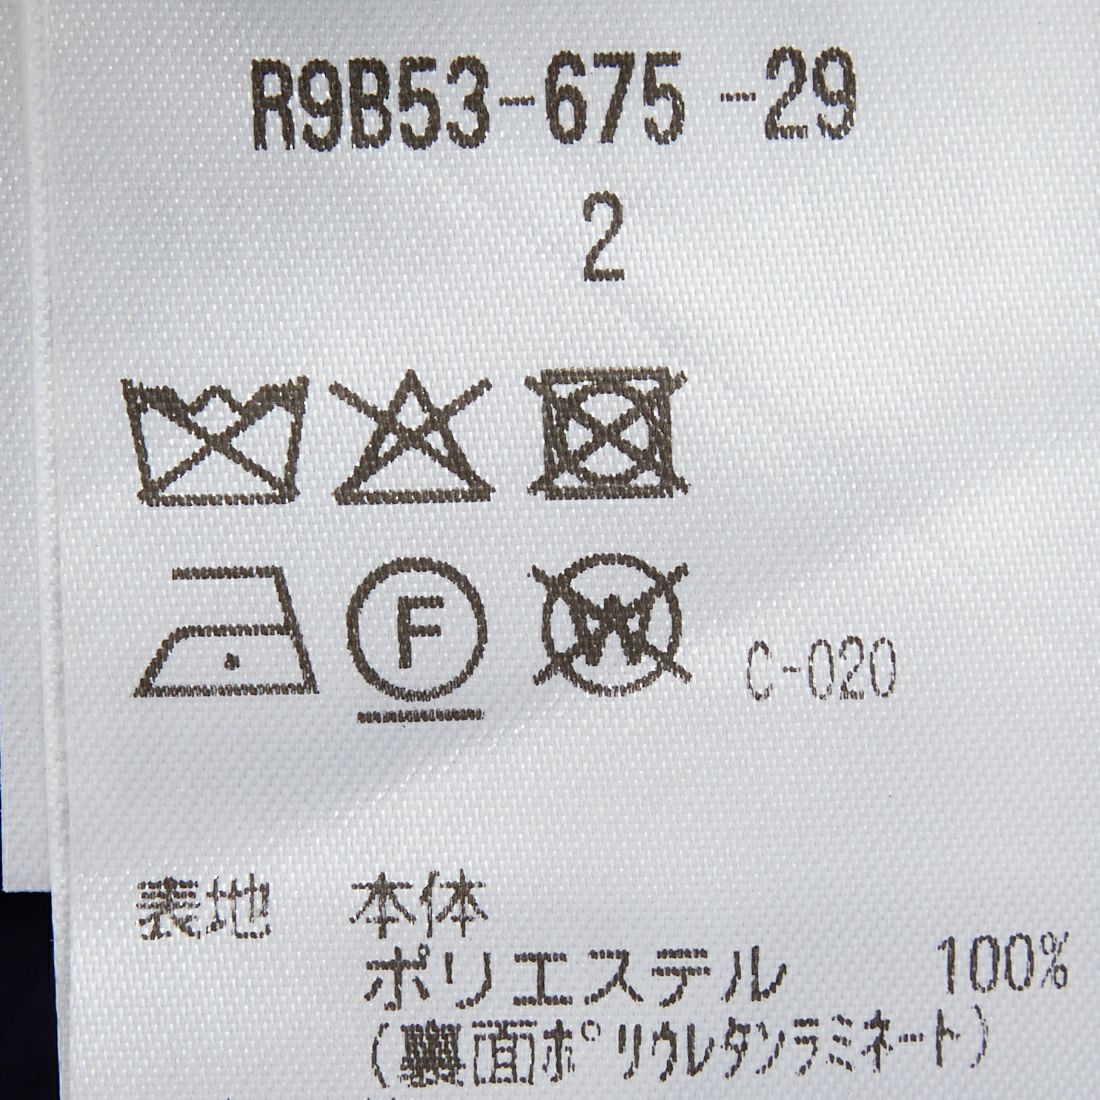 R9B53-675-29
2
F
W
C-020
表地 本体
ポリエステル 100%
(裏面ポリウレタンラミネート)